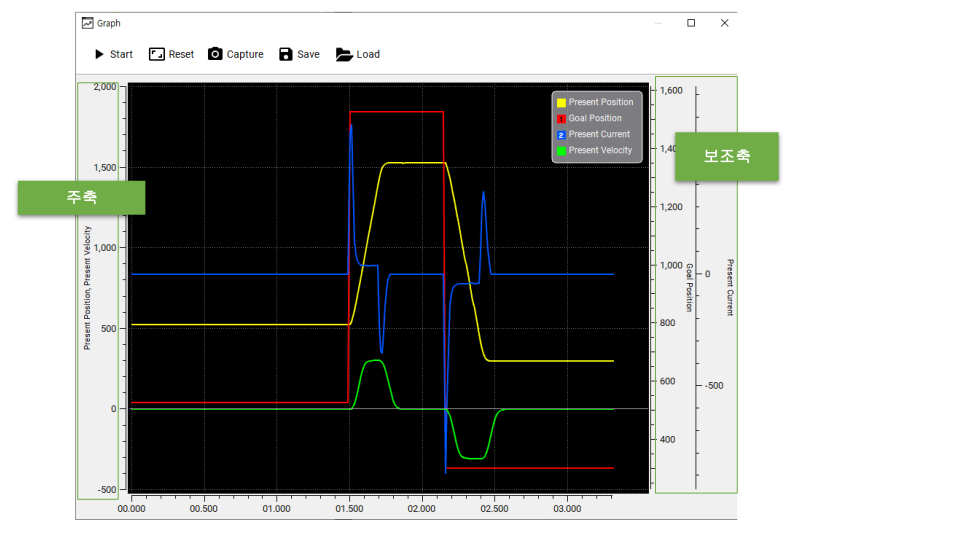 Graph
Start Reset Capture Save Load
2,000
1,500
1,000
500
0
-500
Present Position, Present Velocity
주축
Present Position
1 Goal Position
2 Present Current
Present Velocity
00.000 00.500 01.000 01.500 02.000 02.500 03.000
1,600
1,200
1,000
800
600
400
Goal Position
보조축
0
-500
Present Current